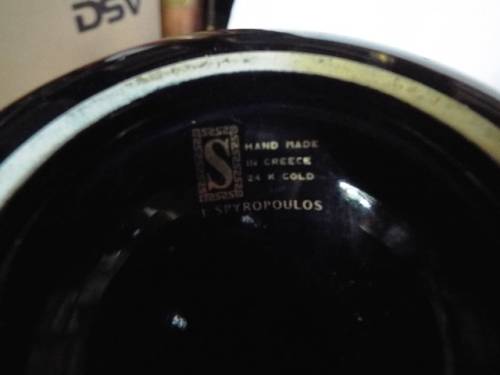 DSV
S
HAND MADE
IN GREECE
24 K GOLD
SPYROPOULOS